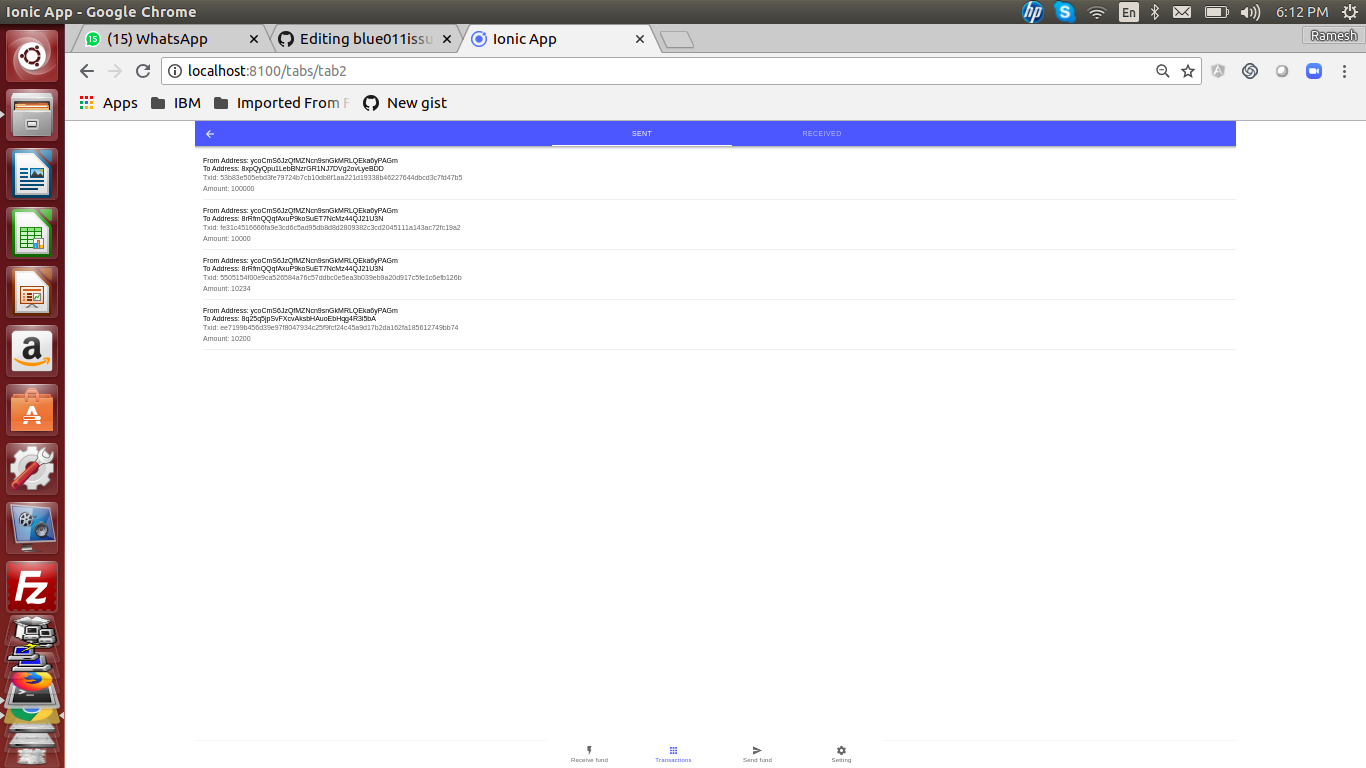 Ionic App - Google Chrome
En
6:12 PM
(15) WhatsApp
Editing blue011issu
Ionic App
Ramesh
localhost:8100/tabs/tab2
Apps
IBM
Imported From F
New gist
SENT
RECEIVED
From Address: ycoCmS6JzQfMZNcn9snGkMRLQEka6yPAGm
To Address: 8xpQyQpu1LebBNzrGR1NJ7DVg2ovLyeBDD
Txid: 53b83e505ebd3fe79724b7cb10db8f1aa221d19338b46227644dbcd3c7fd47b5
Amount: 100000
From Address: ycoCmS6JzQfMZNcn9snGkMRLQEka6yPAGm
To Address: 8rRfmQQqfAxuP9koSuET7NcMz44QJ21U3N
Txid: fe31c4516666fa9e3cd6c5ad95db8d8d2809382c3cd2045111a143ac72fc19a2
Amount: 10000
From Address: ycoCmS6JzQfMZNcn9snGkMRLQEka6yPAGm
To Address: 8rRfmQQqfAxuP9koSuET7NcMz44QJ21U3N
Txid: 5505154f00e9ca526584a76c57ddbc0e5ea3b039eb9a20d917c5fe1c6efb126b
Amount: 10234
From Address: ycoCmS6JzQfMZNcn9snGkMRLQEka6yPAGm
To Address: 8q25q5jpSvFXcvAksbHAuoEbHqg4R3i5bA
Txid: ee7199b456d39e97f8047934c25f9fcf24c45a9d17b2da162fa185612749bb74
Amount: 10200
Receive fund
Transactions
Send fund
Setting